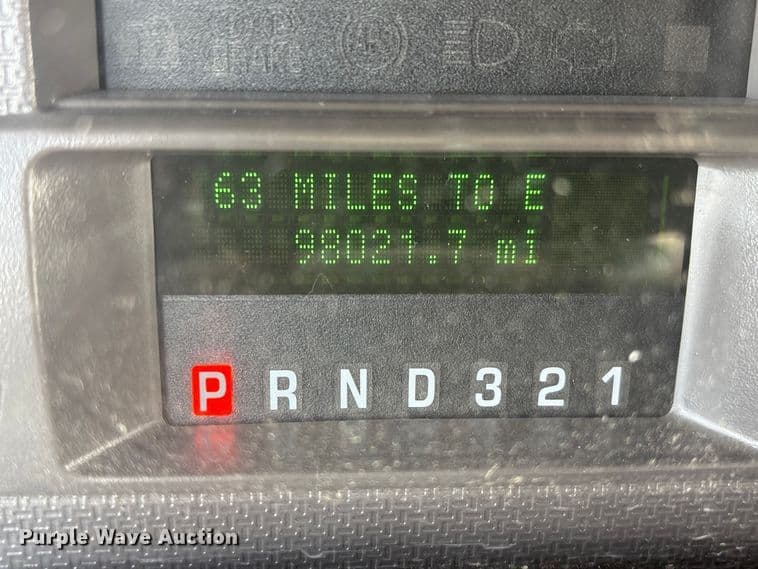 63 MILES TO E
98021.7 mi
P R N D 3 2 1
Purple Wave Auction